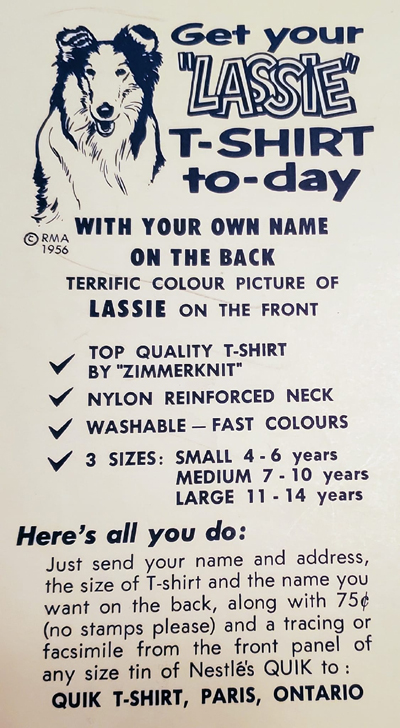 Get your
"LASSIE"
T-SHIRT
to-day
© RMA
1956
WITH YOUR OWN NAME
ON THE BACK
TERRIFIC COLOUR PICTURE OF
LASSIE ON THE FRONT
✓ TOP QUALITY T-SHIRT
BY "ZIMMERKNIT"
✓ NYLON REINFORCED NECK
✓ WASHABLE — FAST COLOURS
✓ 3 SIZES: SMALL 4-6 years
MEDIUM 7-10 years
LARGE 11-14 years
Here's all you do:
Just send your name and address,
the size of T-shirt and the name you
want on the back, along with 75¢
(no stamps please) and a tracing or
facsimile from the front panel of
any size tin of Nestlé's QUIK to :
QUIK T-SHIRT, PARIS, ONTARIO